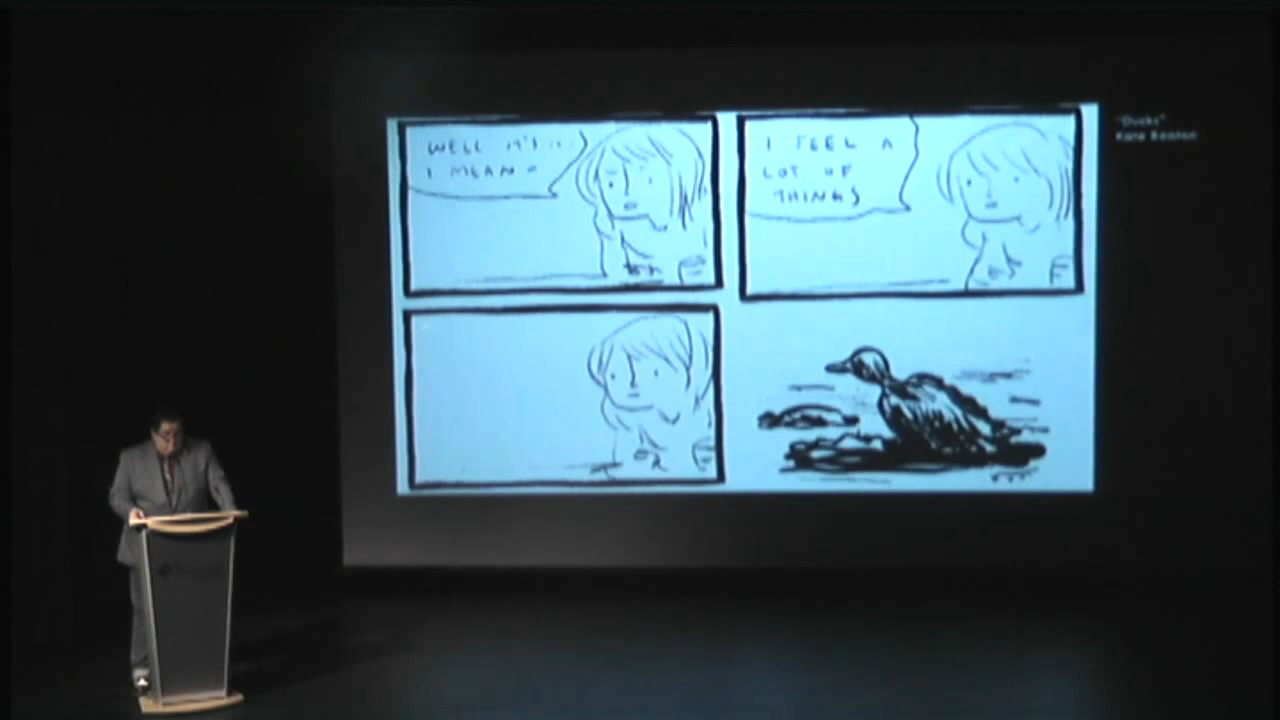 WELL IT'S...
I MEAN -
I FEEL A
LOT OF
THINGS
"Ducks"
Kate Beaton